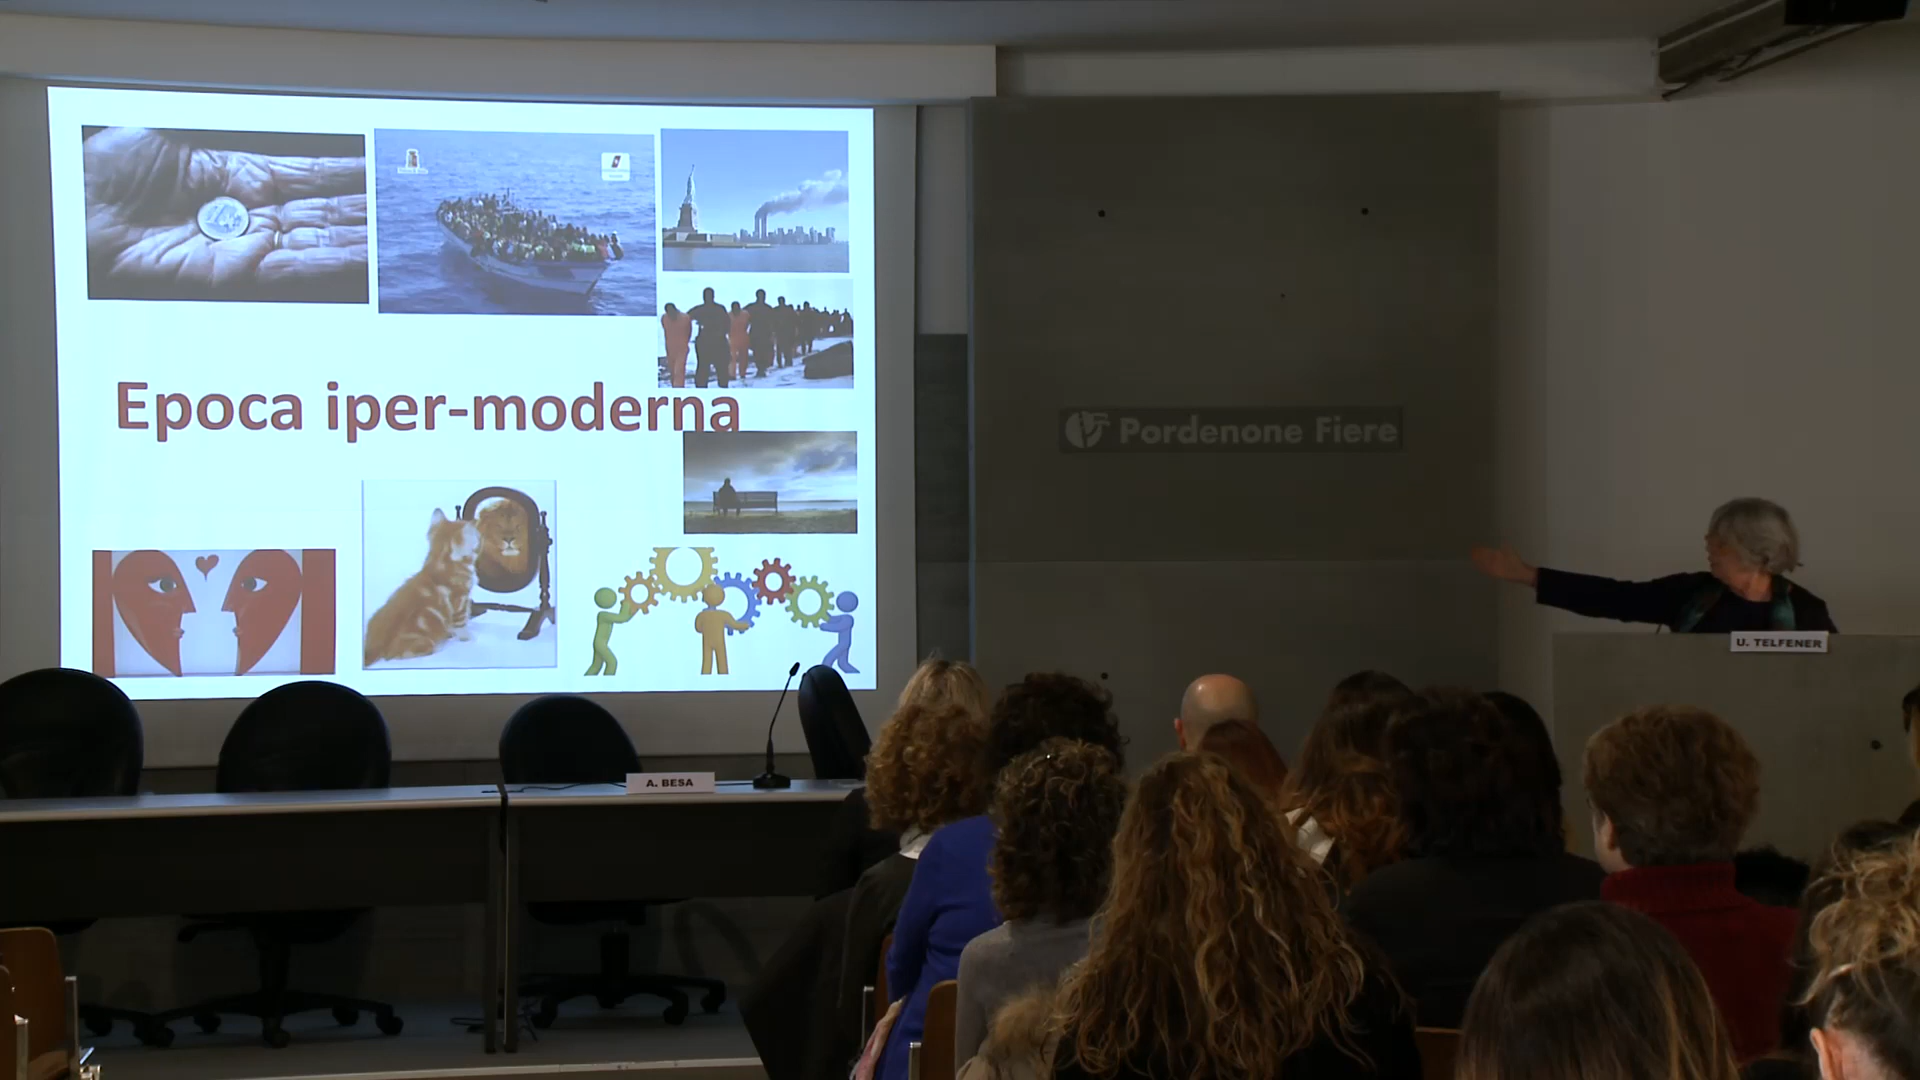 Epoca iper-moderna
Pordenone Fiere
U. TELFENER
A. BESA